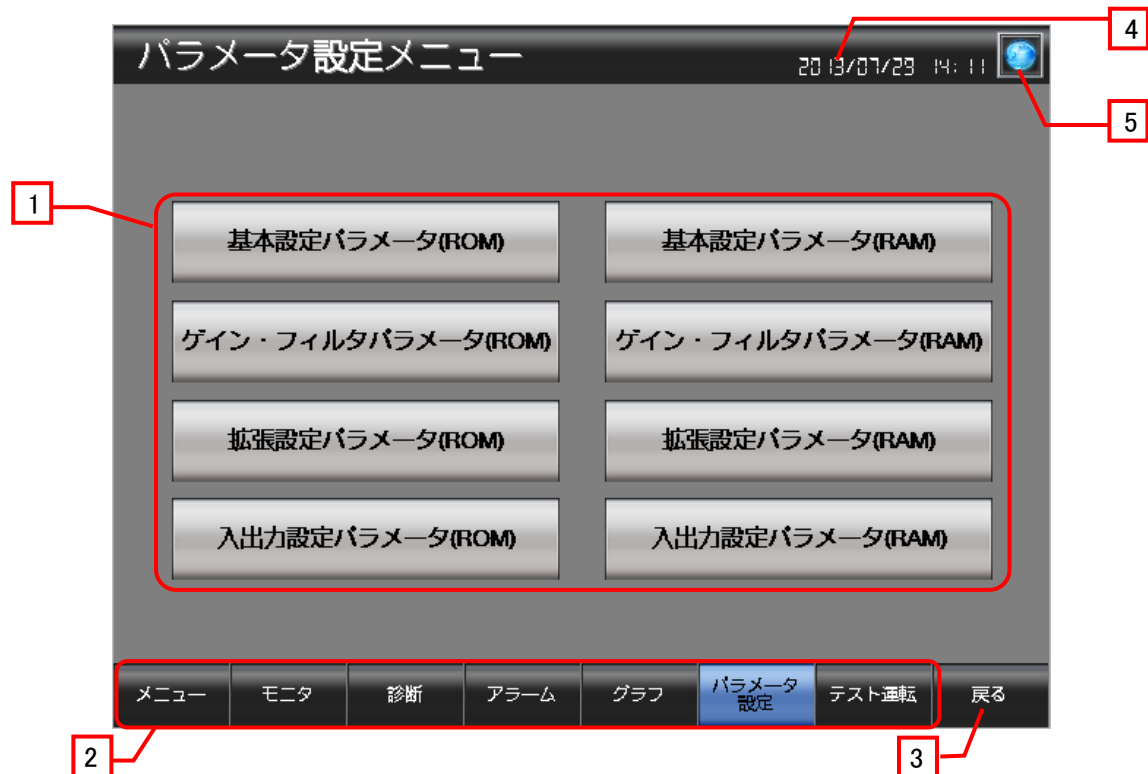 4
パラメータ設定メニュー
2013/07/29 14:11
5
1
基本設定パラメータ(ROM)
基本設定パラメータ(RAM)
ゲイン・フィルタパラメータ(ROM)
ゲイン・フィルタパラメータ(RAM)
拡張設定パラメータ(ROM)
拡張設定パラメータ(RAM)
入出力設定パラメータ(ROM)
入出力設定パラメータ(RAM)
メニュー
モニタ
診断
アラーム
グラフ
パラメータ
設定
テスト運転
戻る
2
3